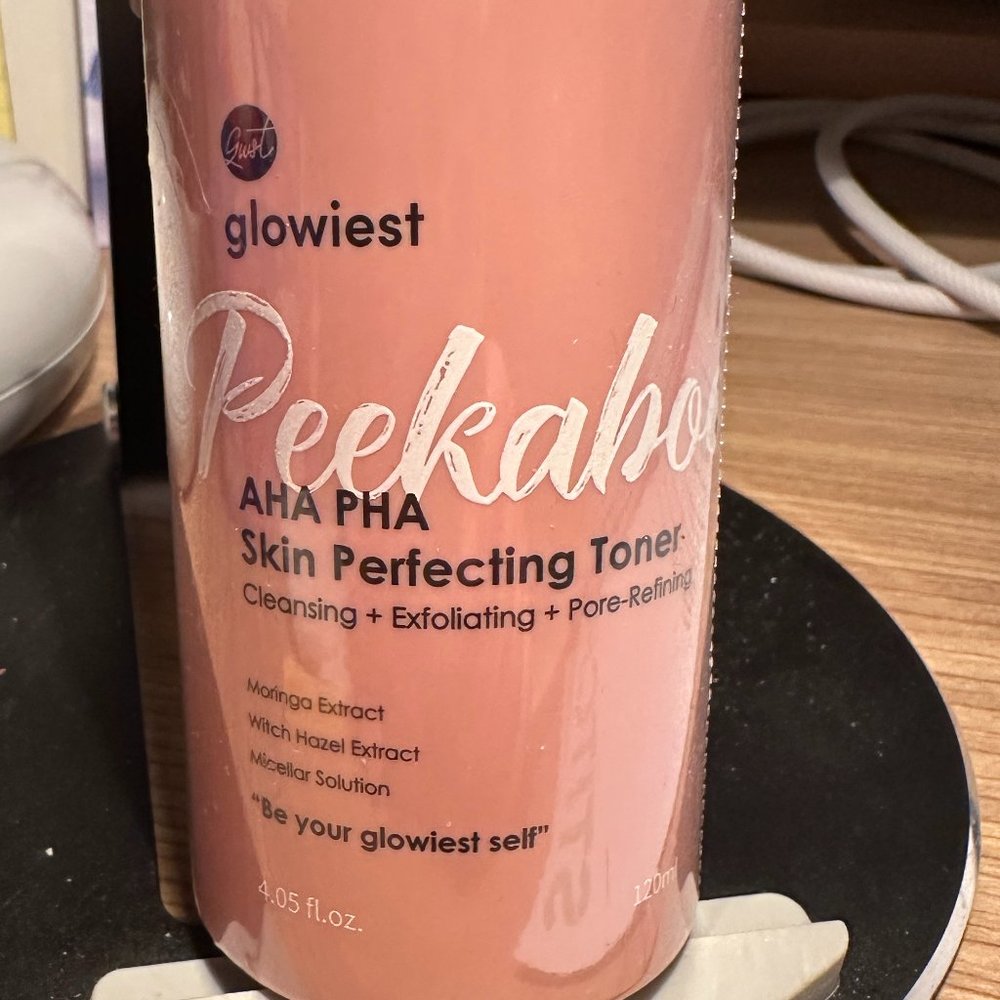 gwst
glowiest
Peekaboo
AHA PHA
Skin Perfecting Toner
Cleansing + Exfoliating + Pore-Refining
Moringa Extract
Witch Hazel Extract
Micellar Solution
"Be your glowiest self"
4.05 fl.oz.
120ml